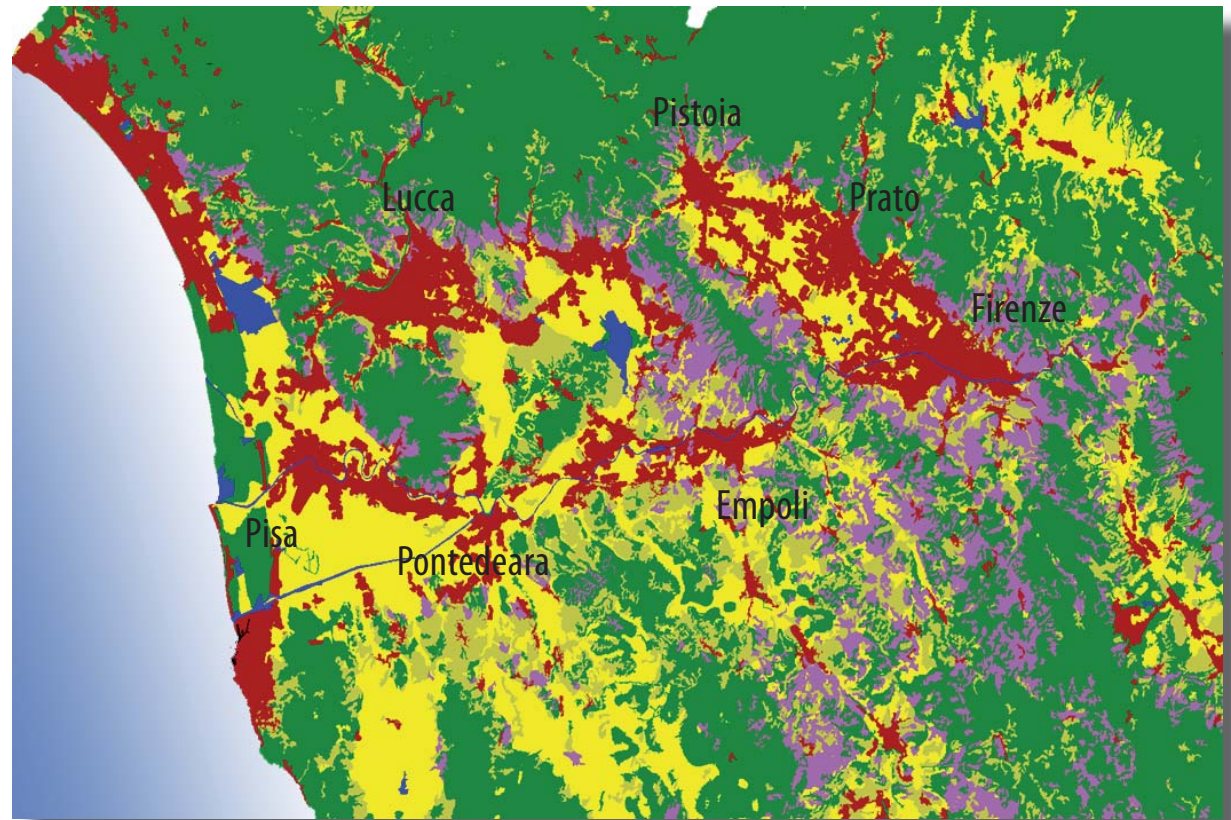 Pistoia
Lucca
Prato
Firenze
Empoli
Pisa
Pontedeara